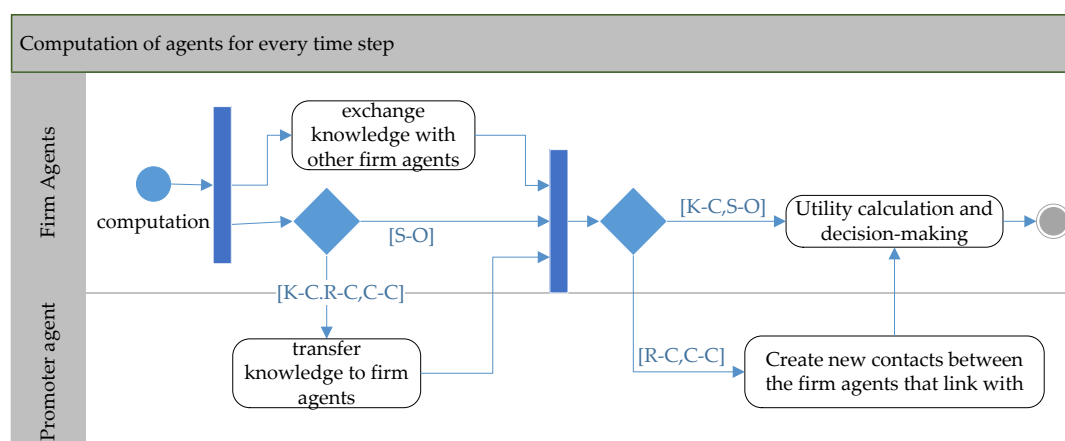 Computation of agents for every time step
Firm Agents
exchange
knowledge with
other firm agents
computation
[S-O]
[K-C,S-O]
Utility calculation and
decision-making
[K-C.R-C,C-C]
Promoter agent
transfer
knowledge to firm
agents
[R-C,C-C]
Create new contacts between
the firm agents that link with